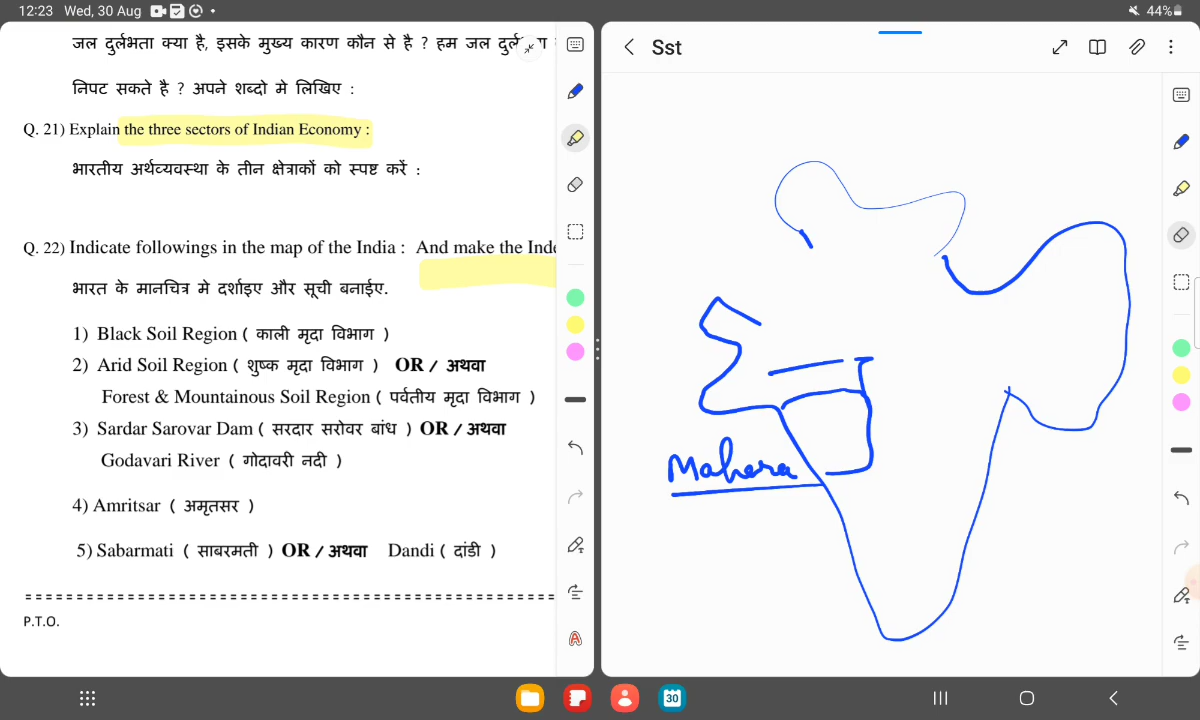 12:23 Wed, 30 Aug
44%
जल दुर्लभता क्या है, इसके मुख्य कारण कौन से है ? हम जल
निपट सकते है ? अपने शब्दो मे लिखिए :
Q. 21) Explain the three sectors of Indian Economy :
भारतीय अर्थव्यवस्था के तीन क्षेत्राकों को स्पष्ट करें :
Q. 22) Indicate followings in the map of the India : And make the
भारत के मानचित्र मे दर्शाइए और सूची बनाईए.
1) Black Soil Region ( काली मृदा विभाग )
2) Arid Soil Region ( शुष्क मृदा विभाग ) OR / अथवा
Forest & Mountainous Soil Region ( पर्वतीय मृदा विभाग )
3) Sardar Sarovar Dam ( सरदार सरोवर बांध ) OR / अथवा
Godavari River ( गोदावरी नदी )
4) Amritsar ( अमृतसर )
5) Sabarmati ( साबरमती ) OR / अथवा Dandi ( दांडी )
P.T.O.
Sst
Mahera
30